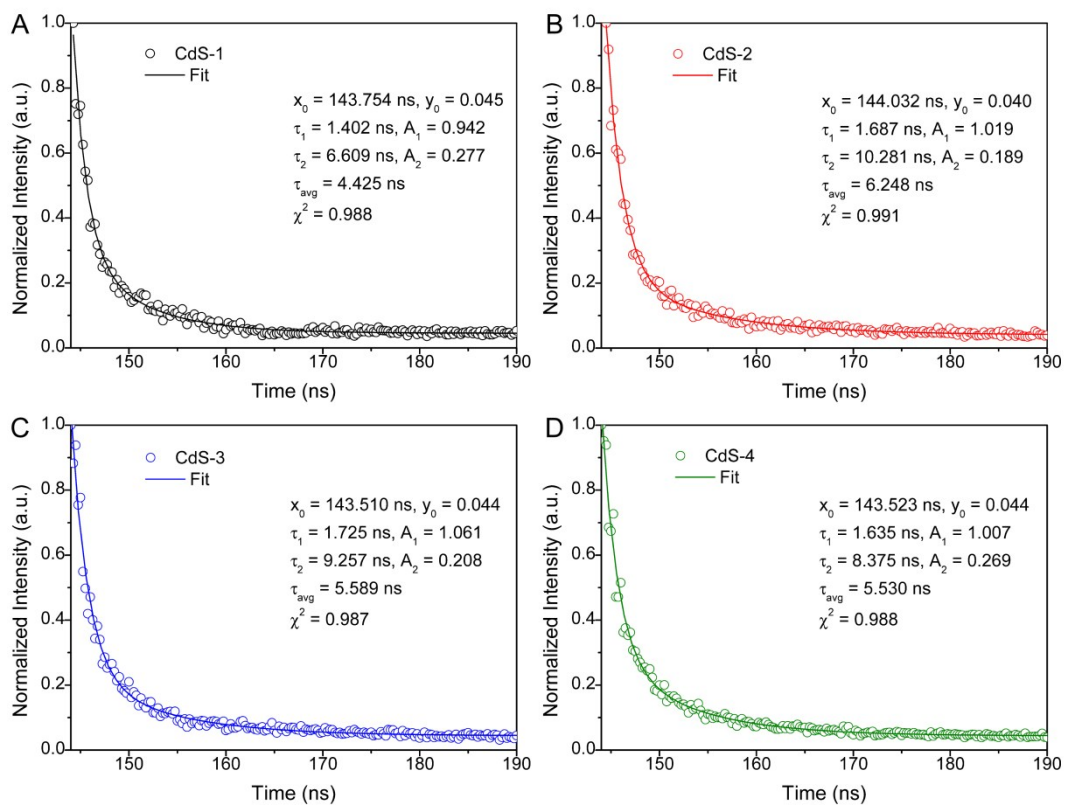 A
CdS-1
Fit
x₀ = 143.754 ns, y₀ = 0.045
τ₁ = 1.402 ns, A₁ = 0.942
τ₂ = 6.609 ns, A₂ = 0.277
τavg = 4.425 ns
χ² = 0.988
Normalized Intensity (a.u.)
1.0
0.8
0.6
0.4
0.2
0.0
150 160 170 180 190
Time (ns)
B
CdS-2
Fit
x₀ = 144.032 ns, y₀ = 0.040
τ₁ = 1.687 ns, A₁ = 1.019
τ₂ = 10.281 ns, A₂ = 0.189
τavg = 6.248 ns
χ² = 0.991
Normalized Intensity (a.u.)
1.0
0.8
0.6
0.4
0.2
0.0
150 160 170 180 190
Time (ns)
C
CdS-3
Fit
x₀ = 143.510 ns, y₀ = 0.044
τ₁ = 1.725 ns, A₁ = 1.061
τ₂ = 9.257 ns, A₂ = 0.208
τavg = 5.589 ns
χ² = 0.987
Normalized Intensity (a.u.)
1.0
0.8
0.6
0.4
0.2
0.0
150 160 170 180 190
Time (ns)
D
CdS-4
Fit
x₀ = 143.523 ns, y₀ = 0.044
τ₁ = 1.635 ns, A₁ = 1.007
τ₂ = 8.375 ns, A₂ = 0.269
τavg = 5.530 ns
χ² = 0.988
Normalized Intensity (a.u.)
1.0
0.8
0.6
0.4
0.2
0.0
150 160 170 180 190
Time (ns)